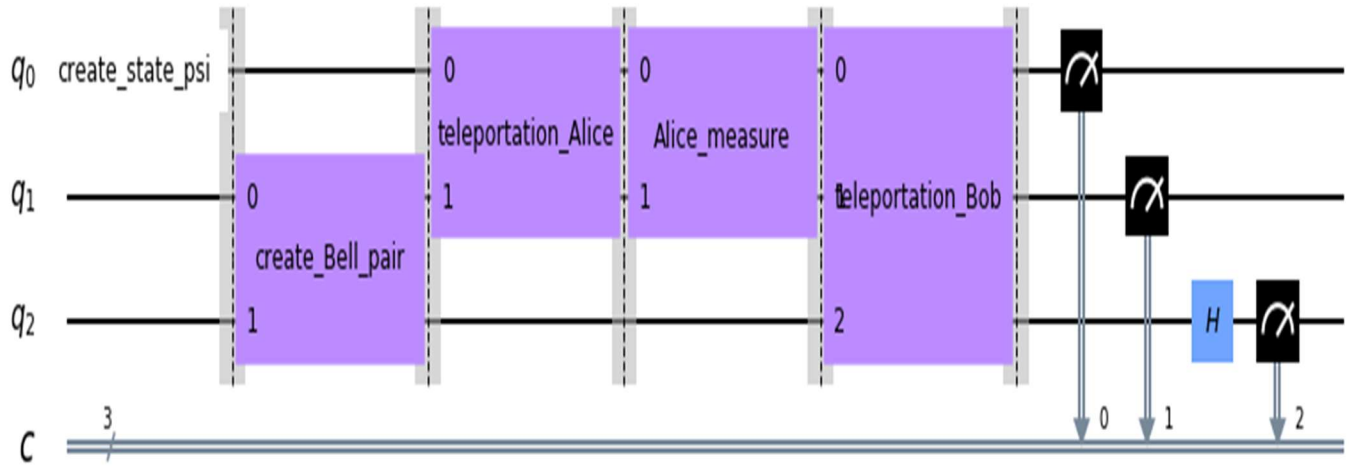 q0 create_state_psi 0 0 0
teleportation_Alice Alice_measure
q1 0 1 1 teleportation_Bob
create_Bell_pair
q2 1 2 H
3 0 1 2
c